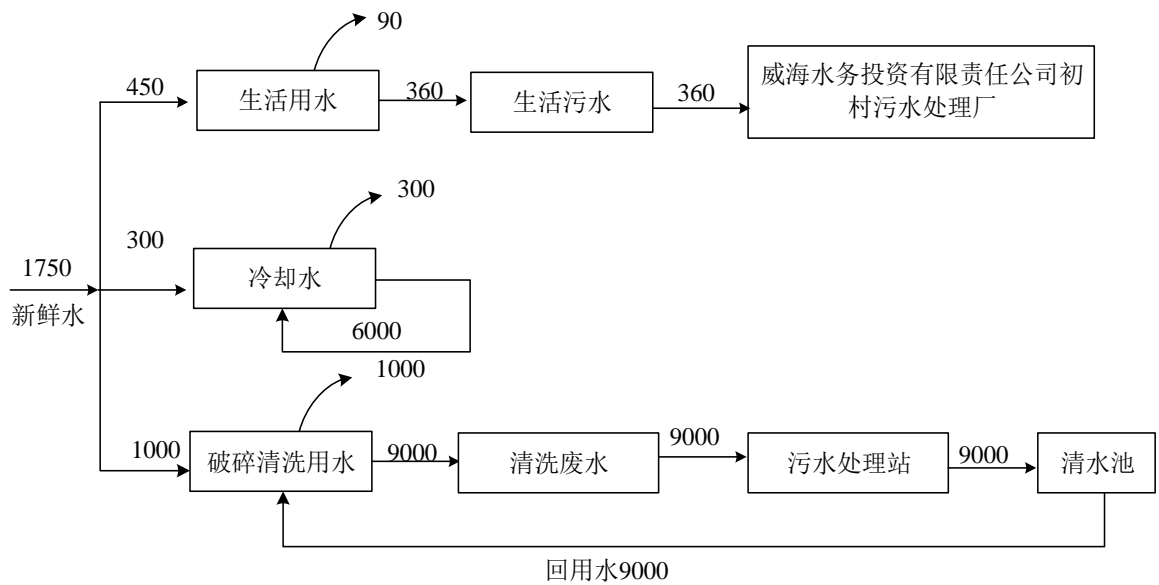 90
450
生活用水
360
生活污水
360
威海水务投资有限责任公司初
村污水处理厂
300
300
1750
新鲜水
冷却水
6000
1000
1000
破碎清洗用水
9000
清洗废水
9000
污水处理站
9000
清水池
回用水9000